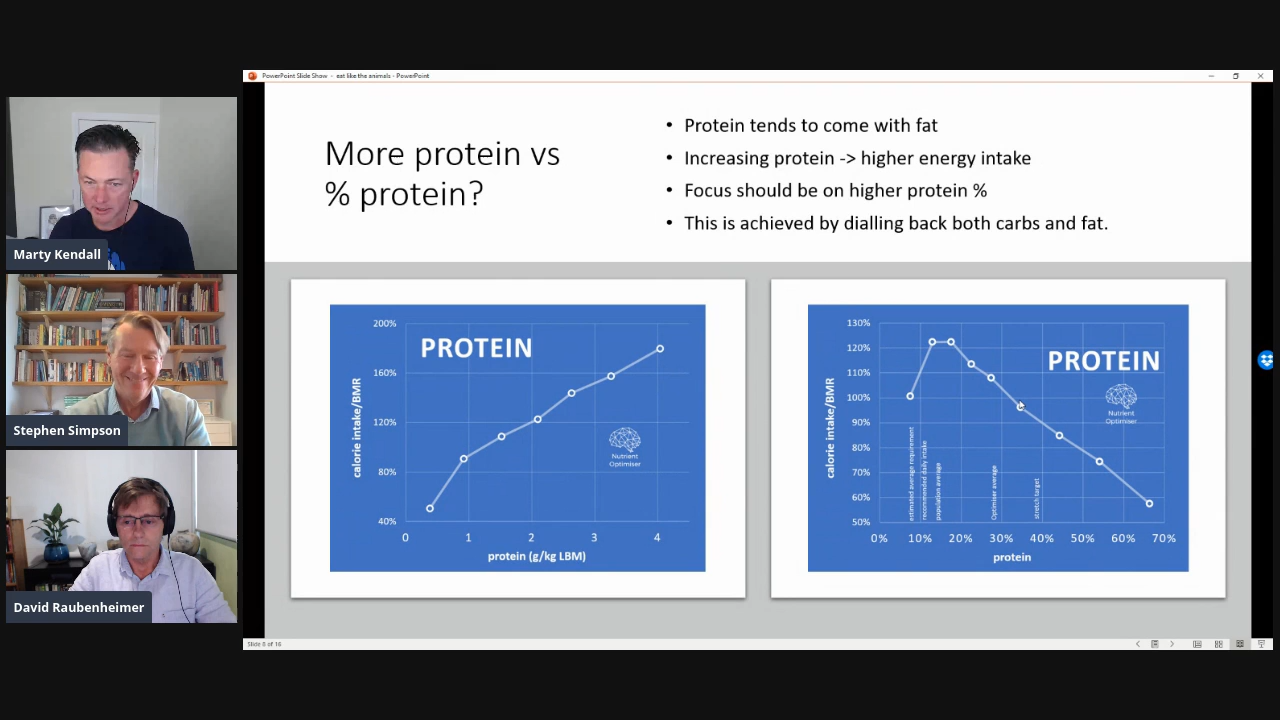 PowerPoint Slide Show - eat like the animals - PowerPoint
More protein vs
% protein?
• Protein tends to come with fat
• Increasing protein -> higher energy intake
• Focus should be on higher protein %
• This is achieved by dialling back both carbs and fat.
Marty Kendall
Stephen Simpson
David Raubenheimer
PROTEIN
calorie intake/BMR
200%
160%
120%
80%
40%
0 1 2 3 4
protein (g/kg LBM)
Nutrient
Optimiser
PROTEIN
calorie intake/BMR
130%
120%
110%
100%
90%
80%
70%
60%
50%
0% 10% 20% 30% 40% 50% 60% 70%
protein
Nutrient
Optimiser
estimated average requirement
recommended daily intake
population average
Optimiser average
stretch target
Slide 8 of 16